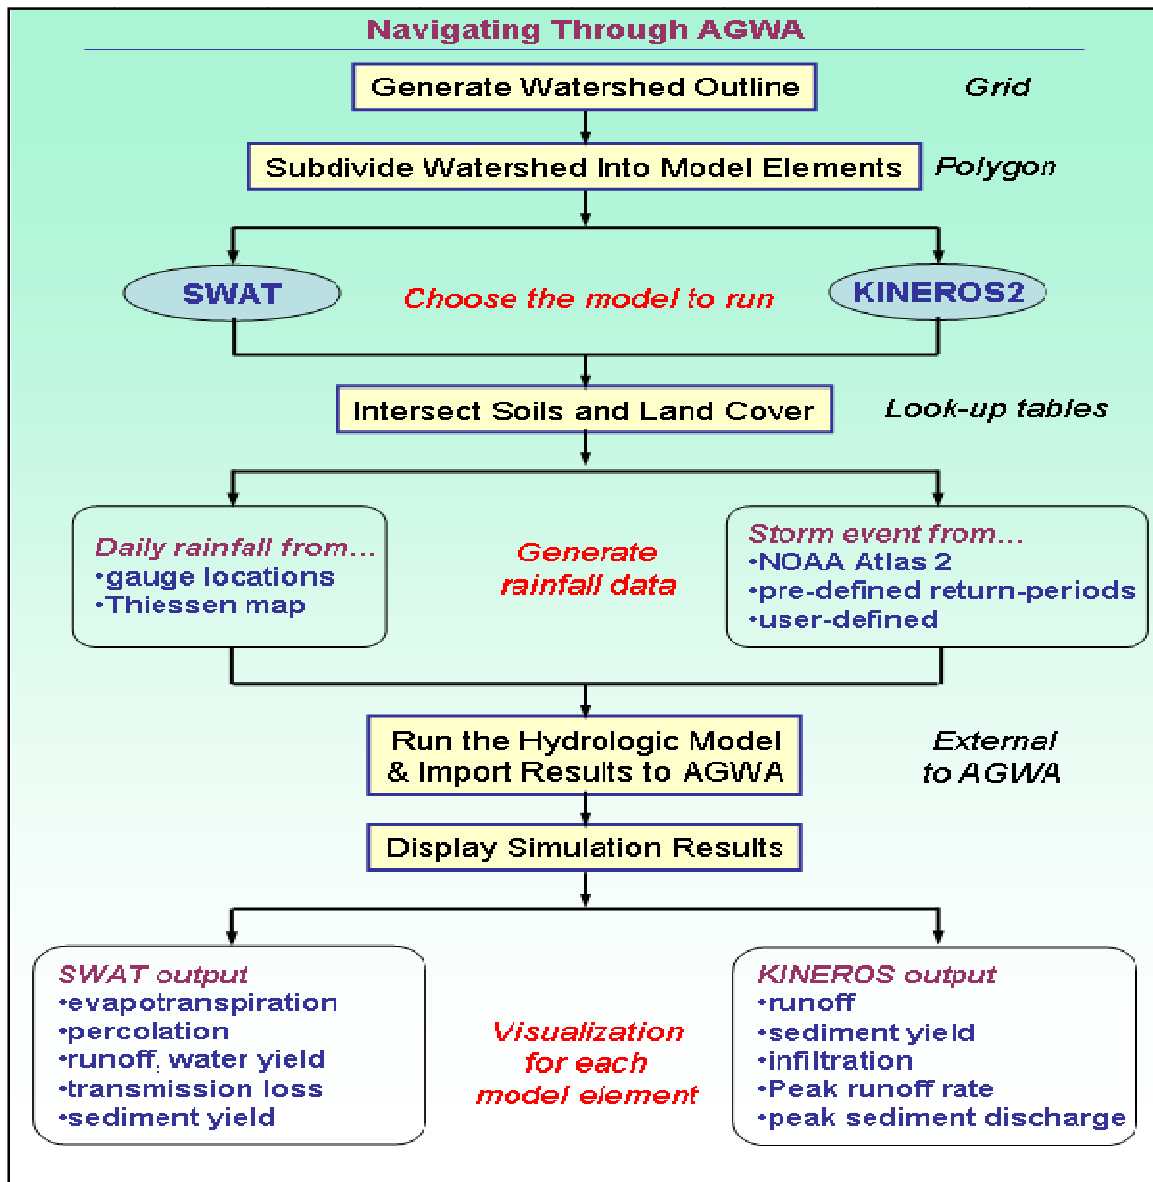 Navigating Through AGWA
Generate Watershed Outline
Grid
Subdivide Watershed Into Model Elements
Polygon
SWAT
Choose the model to run
KINEROS2
Intersect Soils and Land Cover
Look-up tables
Daily rainfall from...
•gauge locations
•Thiessen map
Generate
rainfall data
Storm event from...
•NOAA Atlas 2
•pre-defined return-periods
•user-defined
Run the Hydrologic Model
& Import Results to AGWA
External
to AGWA
Display Simulation Results
SWAT output
•evapotranspiration
•percolation
•runoff, water yield
•transmission loss
•sediment yield
Visualization
for each
model element
KINEROS output
•runoff
•sediment yield
•infiltration
•Peak runoff rate
•peak sediment discharge